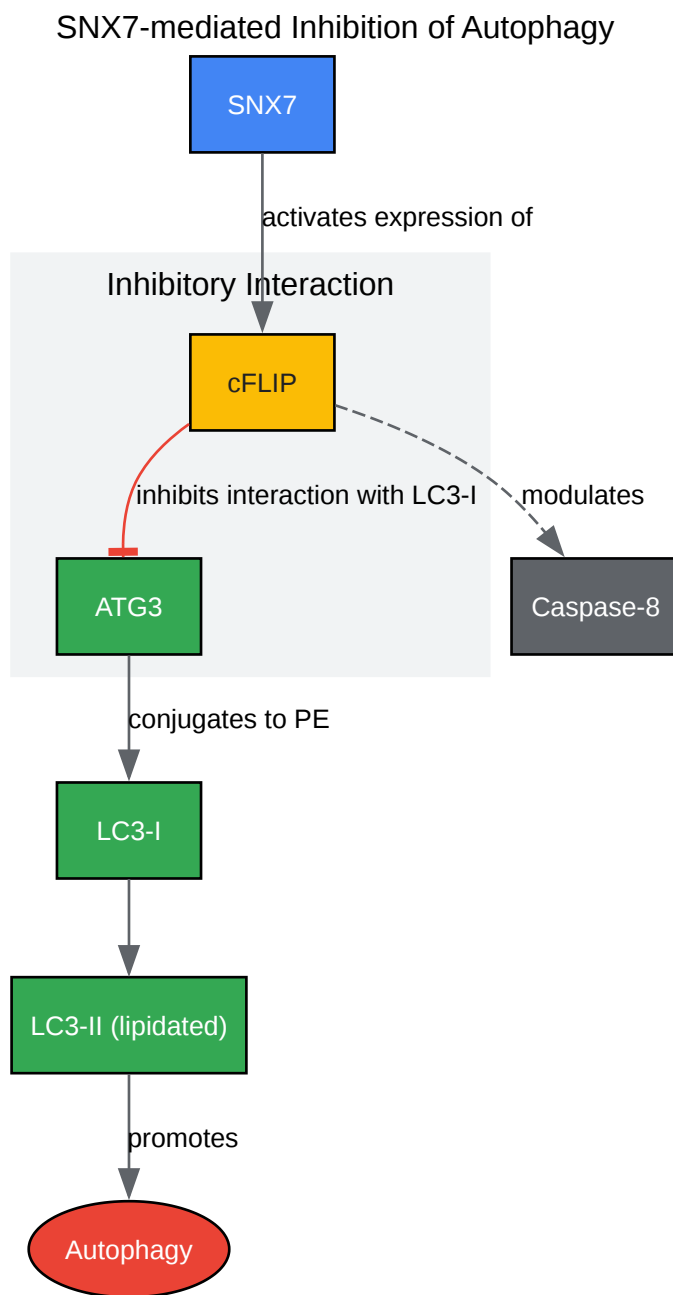 SNX7-mediated Inhibition of Autophagy
SNX7
activates expression of
Inhibitory Interaction
cFLIP
inhibits interaction with LC3-I
modulates
ATG3
Caspase-8
conjugates to PE
LC3-I
LC3-II (lipidated)
promotes
Autophagy